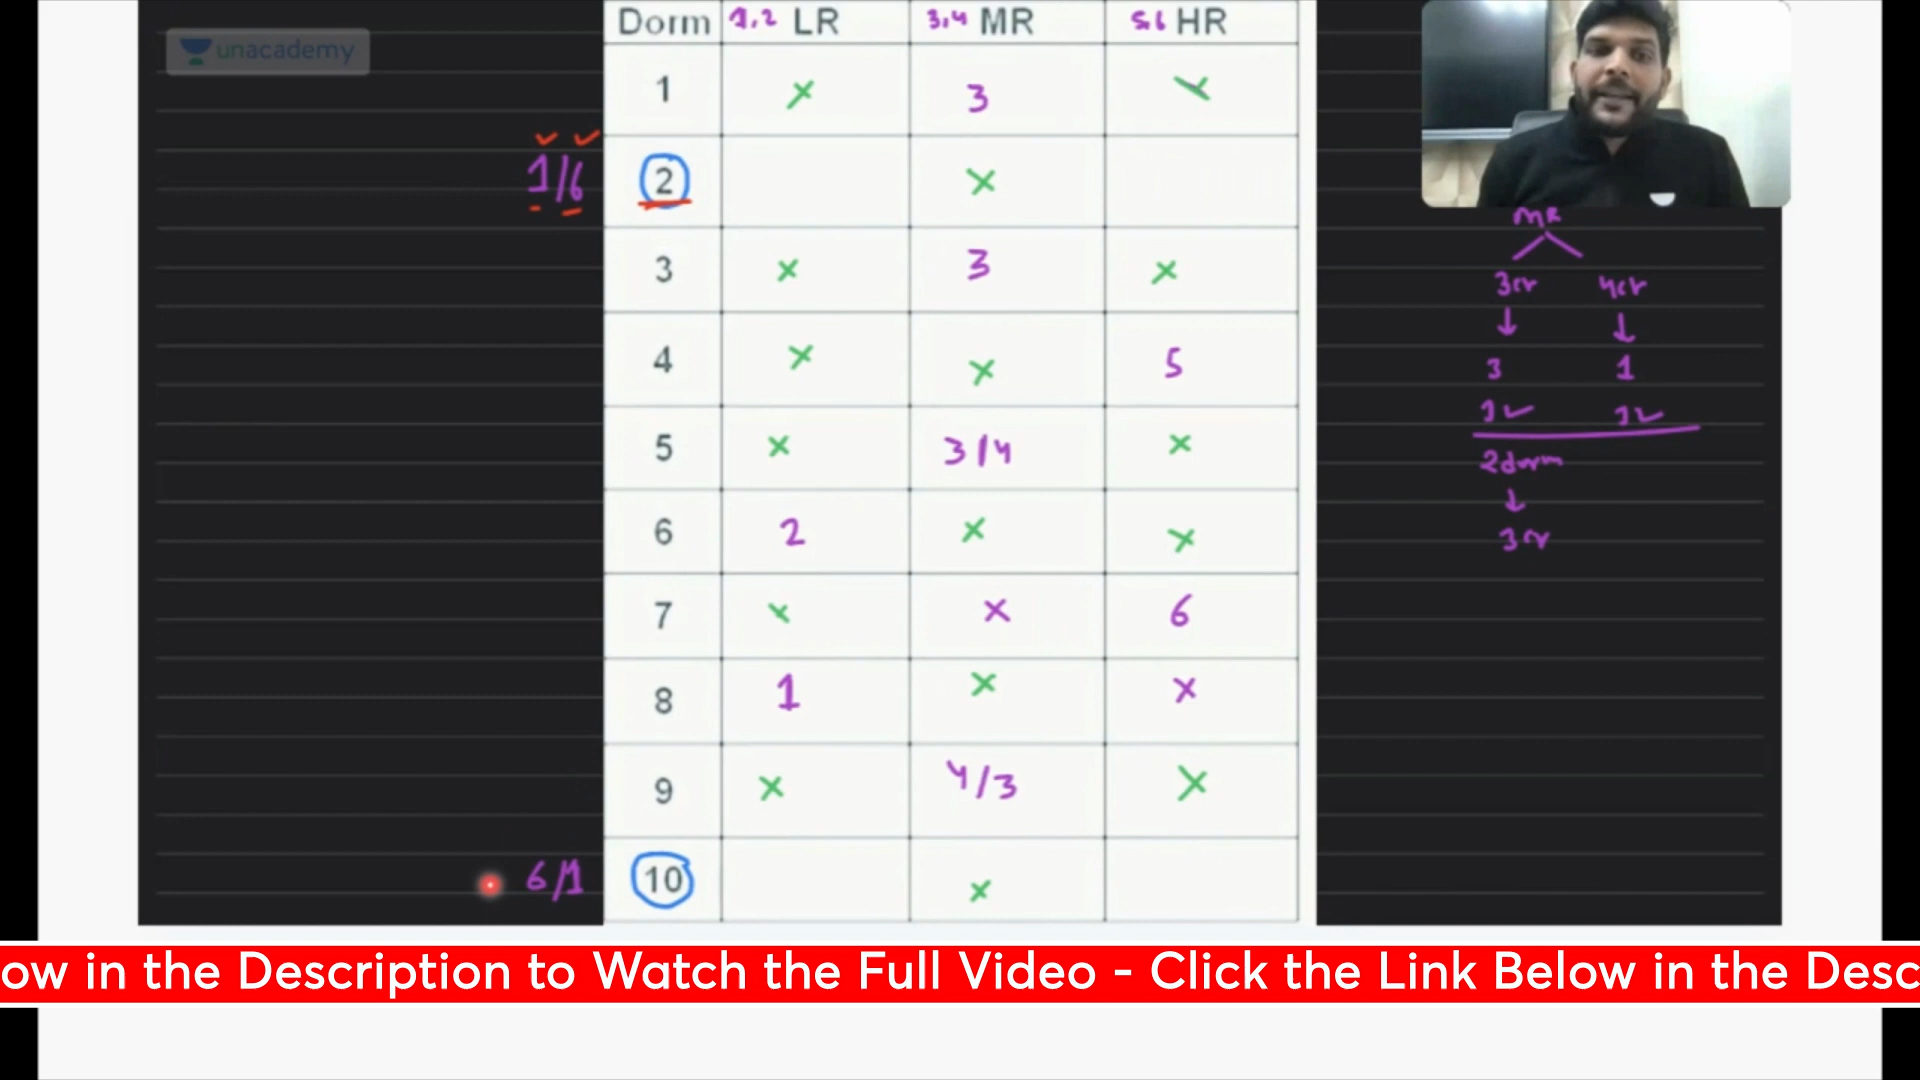 unacademy
Dorm 1,2 LR 3,4 MR 5,6 HR
1 x 3 x
1/6 2 x
3 x 3 x
4 x x 5
5 x 3/4 x
6 2 x x
7 x x 6
8 1 x x
9 x 4/3 x
6/1 10 x
MR
3cr 4cr
↓ ↓
3 1
1✓ 1✓
2dorm
↓
3cr
ow in the Description to Watch the Full Video - Click the Link Below in the Desc